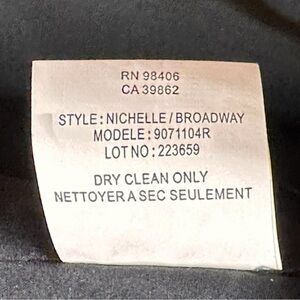 RN 98406
CA 39862
STYLE: NICHELLE/BROADWAY
MODELE: 9071104R
LOT NO: 223659
DRY CLEAN ONLY
NETTOYER A SEC SEULEMENT